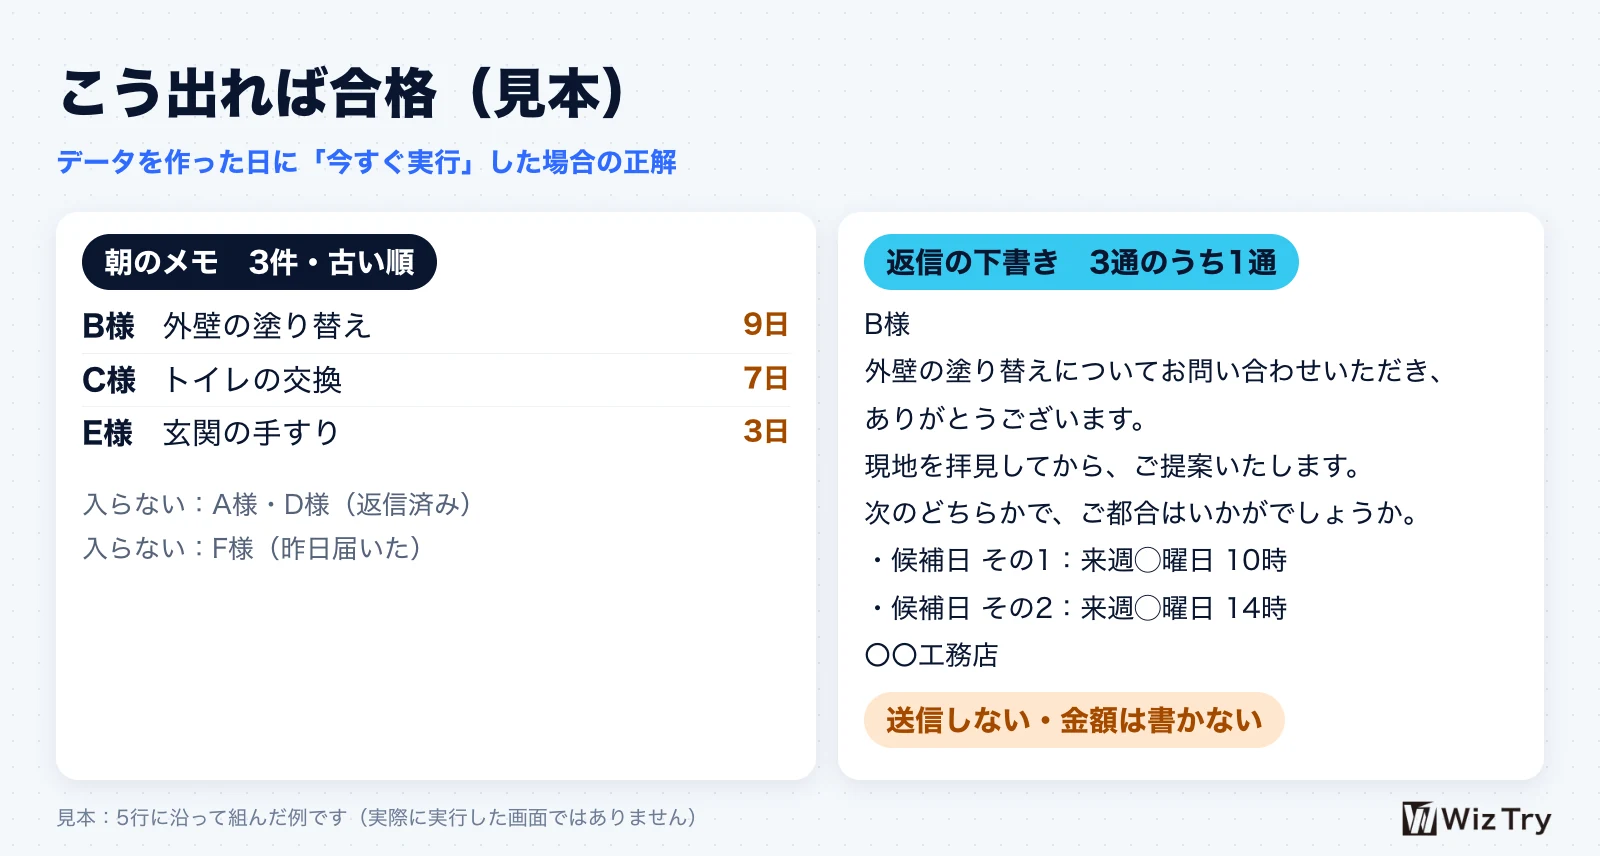 こう出れば合格（見本）
データを作った日に「今すぐ実行」した場合の正解
朝のメモ　3件・古い順
B様　外壁の塗り替え　9日
C様　トイレの交換　7日
E様　玄関の手すり　3日
入らない：A様・D様（返信済み）
入らない：F様（昨日届いた）
返信の下書き　3通のうち1通
B様
外壁の塗り替えについてお問い合わせいただき、
ありがとうございます。
現地を拝見してから、ご提案いたします。
次のどちらかで、ご都合はいかがでしょうか。
・候補日 その1：来週◯曜日 10時
・候補日 その2：来週◯曜日 14時
〇〇工務店
送信しない・金額は書かない
見本：5行に沿って組んだ例です（実際に実行した画面ではありません）
Wiz Try